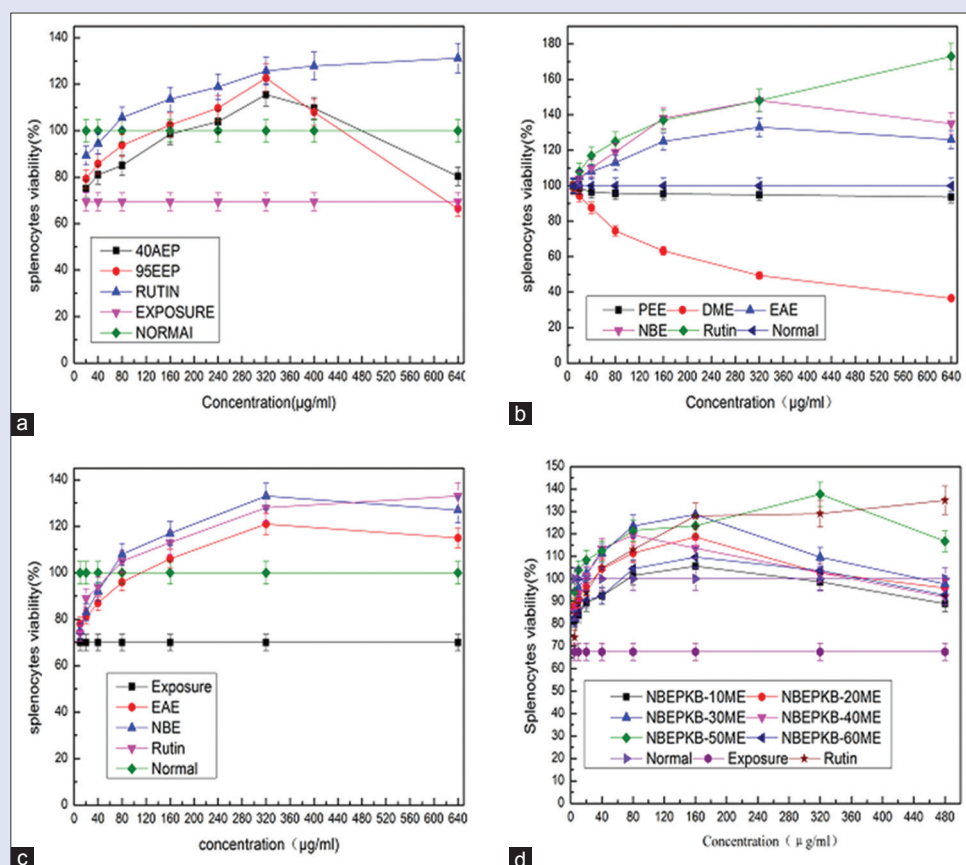 splenocytes viability(%)
140
120
100
80
60
40
20
0
40AEP
95EEP
RUTIN
EXPOSURE
NORMAI
0 40 80 120 160 200 240 280 320 360 400 440 480 520 560 600 640
Concentration(μg/ml)
a
splenocytes viability(%)
180
160
140
120
100
80
60
40
20
0
PEE DME EAE
NBE Rutin Normal
0 40 80 120 160 200 240 280 320 360 400 440 480 520 560 600 640
Concentration（μg/ml）
b
splenocytes viability(%)
140
120
100
80
60
40
20
0
Exposure
EAE
NBE
Rutin
Normal
0 40 80 120 160 200 240 280 320 360 400 440 480 520 560 600 640
concentration（μg/ml）
c
Splenocytes viability(%)
150
140
130
120
110
100
90
80
70
60
50
40
30
20
10
0
NBEPKB-10ME NBEPKB-20ME
NBEPKB-30ME NBEPKB-40ME
NBEPKB-50ME NBEPKB-60ME
Normal Exposure Rutin
0 40 80 120 160 200 240 280 320 360 400 440 480
Concentration（μg/ml)
d